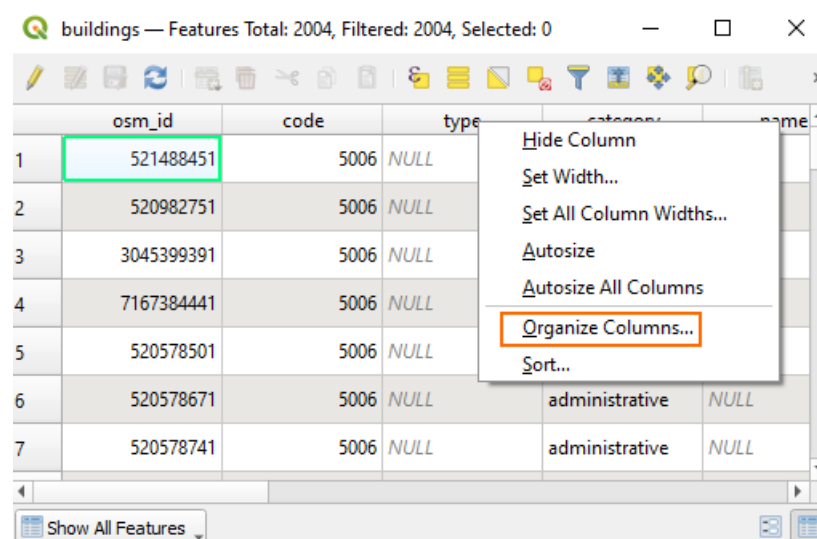 buildings — Features Total: 2004, Filtered: 2004, Selected: 0
osm_id code type category name
1 521488451 5006 NULL
2 520982751 5006 NULL
3 3045399391 5006 NULL
4 7167384441 5006 NULL
5 520578501 5006 NULL
6 520578671 5006 NULL administrative NULL
7 520578741 5006 NULL administrative NULL
Hide Column
Set Width...
Set All Column Widths...
Autosize
Autosize All Columns
Organize Columns...
Sort...
Show All Features